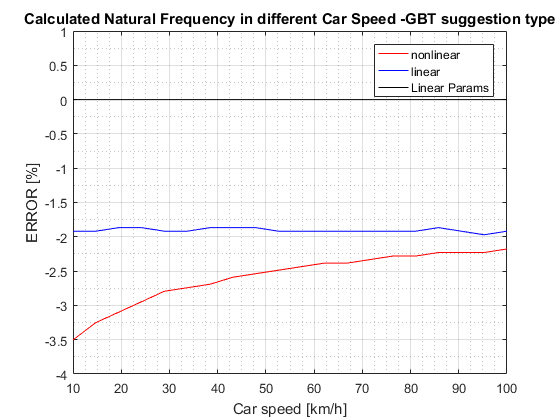 Calculated Natural Frequency in different Car Speed -GBT suggestion type
nonlinear
linear
Linear Params
1
0.5
0
-0.5
-1
-1.5
-2
-2.5
-3
-3.5
-4
ERROR [%]
10 20 30 40 50 60 70 80 90 100
Car speed [km/h]